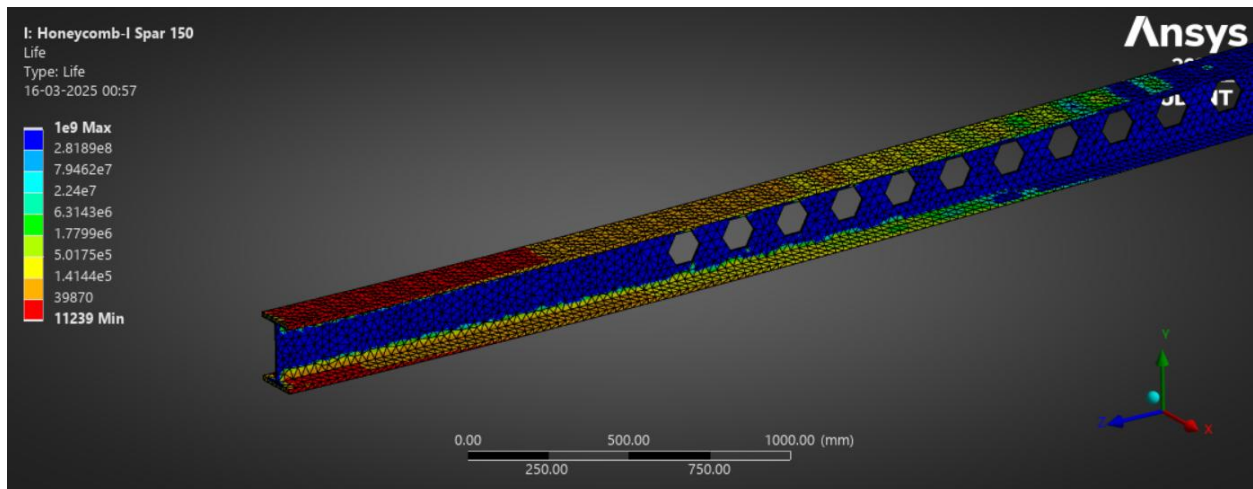 I: Honeycomb-I Spar 150
Life
Type: Life
16-03-2025 00:57
1e9 Max
2.8189e8
7.9462e7
2.24e7
6.3143e6
1.7799e6
5.0175e5
1.4144e5
39870
11239 Min
Ansys
0.00
500.00
1000.00 (mm)
250.00
750.00
Y
Z
X